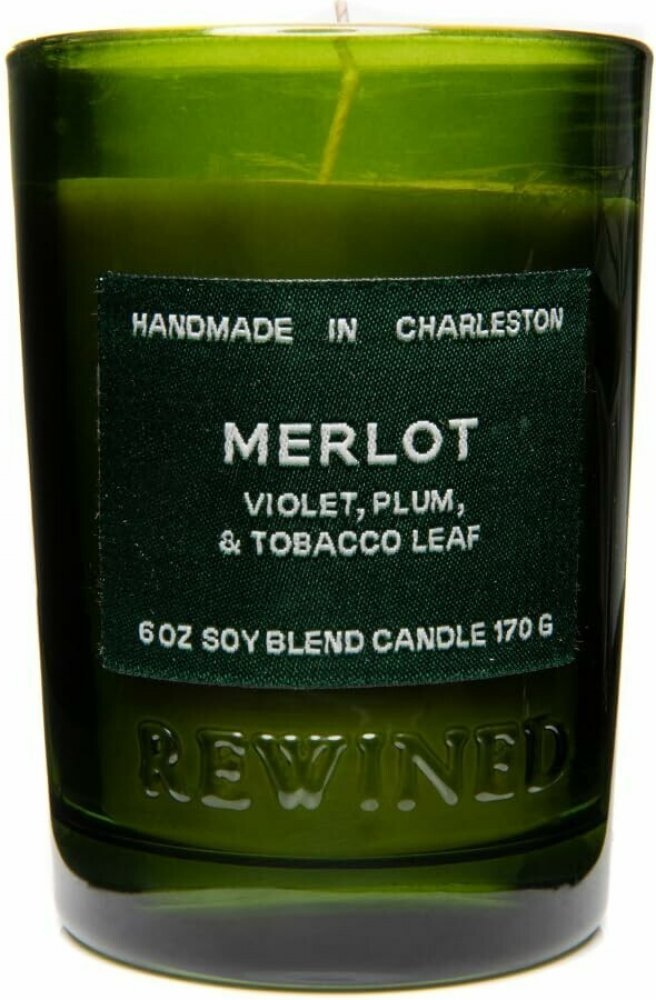 HANDMADE IN CHARLESTON
MERLOT
VIOLET, PLUM,
& TOBACCO LEAF
6 OZ SOY BLEND CANDLE 170 G
REWINED